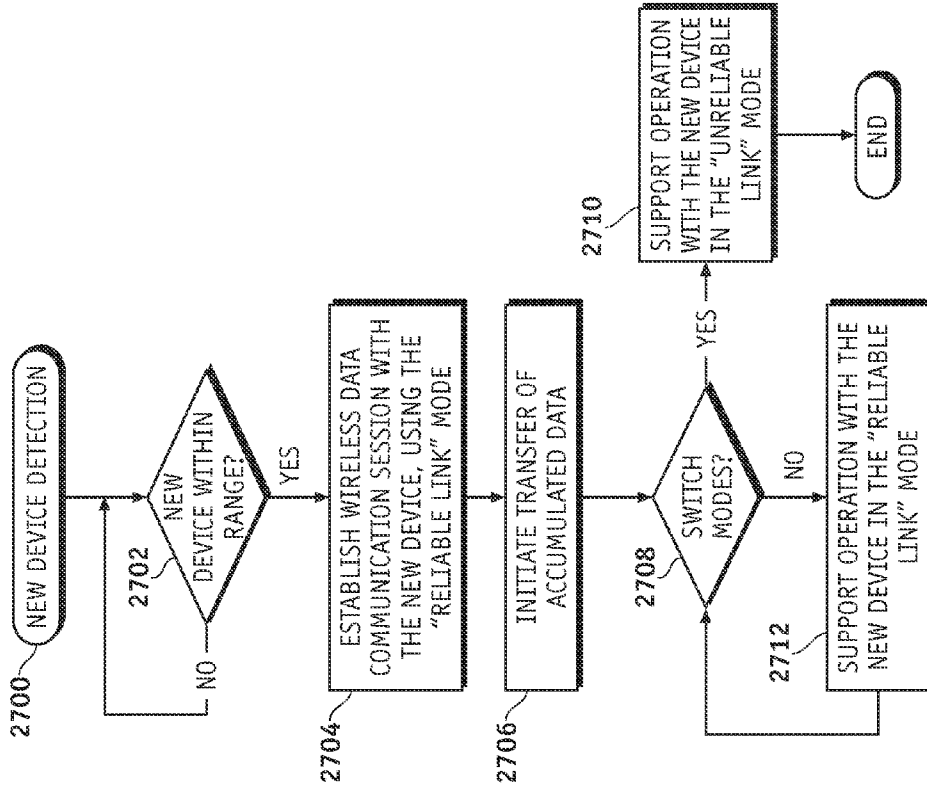 2700
NEW DEVICE DETECTION
2702
NEW
DEVICE WITHIN
RANGE?
NO
YES
2704
ESTABLISH WIRELESS DATA
COMMUNICATION SESSION WITH
THE NEW DEVICE, USING THE
"RELIABLE LINK" MODE
2706
INITIATE TRANSFER OF
ACCUMULATED DATA
2708
SWITCH
MODES?
YES
NO
2710
SUPPORT OPERATION
WITH THE NEW DEVICE
IN THE "UNRELIABLE
LINK" MODE
END
2712
SUPPORT OPERATION WITH THE
NEW DEVICE IN THE "RELIABLE
LINK" MODE